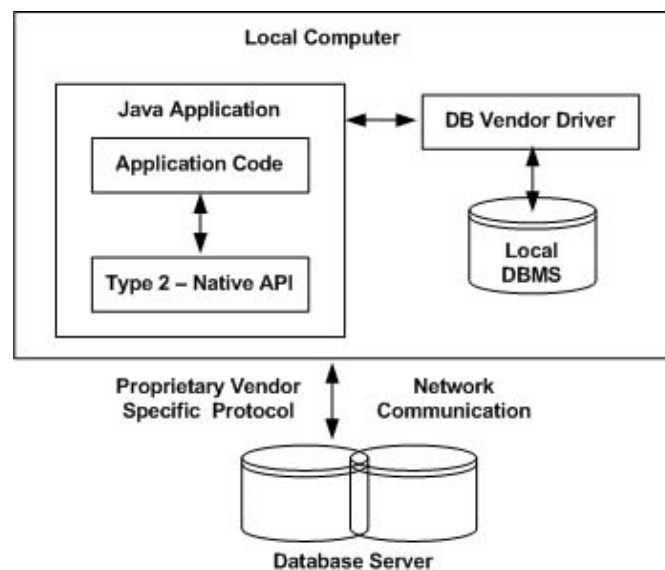 Local Computer
Java Application
DB Vendor Driver
Application Code
Type 2 – Native API
Local
DBMS
Proprietary Vendor
Specific Protocol
Network
Communication
Database Server